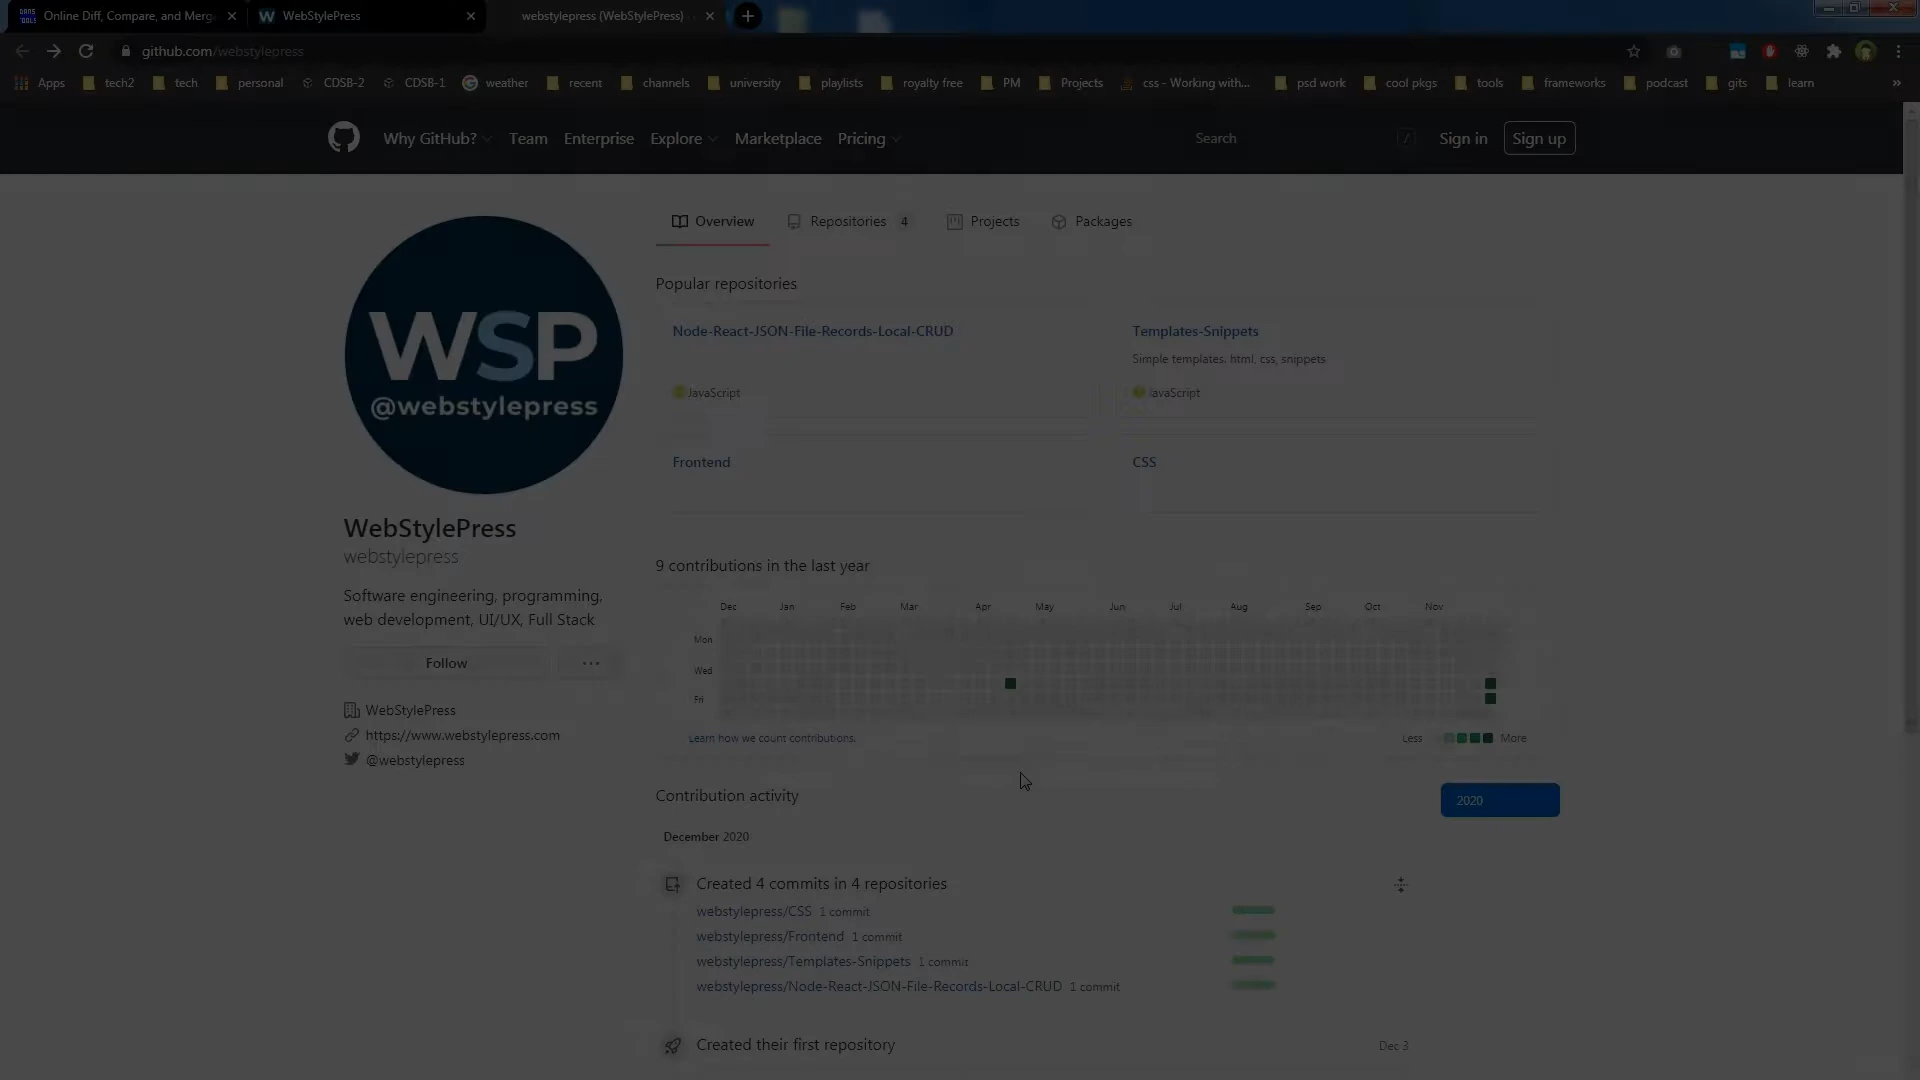 Online Diff, Compare, and Merg
WebStylePress
webstylepress (WebStylePress)
github.com/webstylepress
Apps
tech2
tech
personal
CDSB-2
CDSB-1
weather
recent
channels
university
playlists
royalty free
PM
Projects
css - Working with...
psd work
cool pkgs
tools
frameworks
podcast
gits
learn
»
Why GitHub?
Team
Enterprise
Explore
Marketplace
Pricing
Search
/
Sign in
Sign up
Overview
Repositories 4
Projects
Packages
WSP
@webstylepress
WebStylePress
webstylepress
Software engineering, programming,
web development, UI/UX, Full Stack
Follow
...
WebStylePress
https://www.webstylepress.com
@webstylepress
Popular repositories
Node-React-JSON-File-Records-Local-CRUD
JavaScript
Templates-Snippets
Simple templates. html, css, snippets
JavaScript
Frontend
CSS
9 contributions in the last year
Dec Jan Feb Mar Apr May Jun Jul Aug Sep Oct Nov
Mon
Wed
Fri
Learn how we count contributions.
Less More
Contribution activity
2020
December 2020
Created 4 commits in 4 repositories
webstylepress/CSS 1 commit
webstylepress/Frontend 1 commit
webstylepress/Templates-Snippets 1 commit
webstylepress/Node-React-JSON-File-Records-Local-CRUD 1 commit
Created their first repository
Dec 3